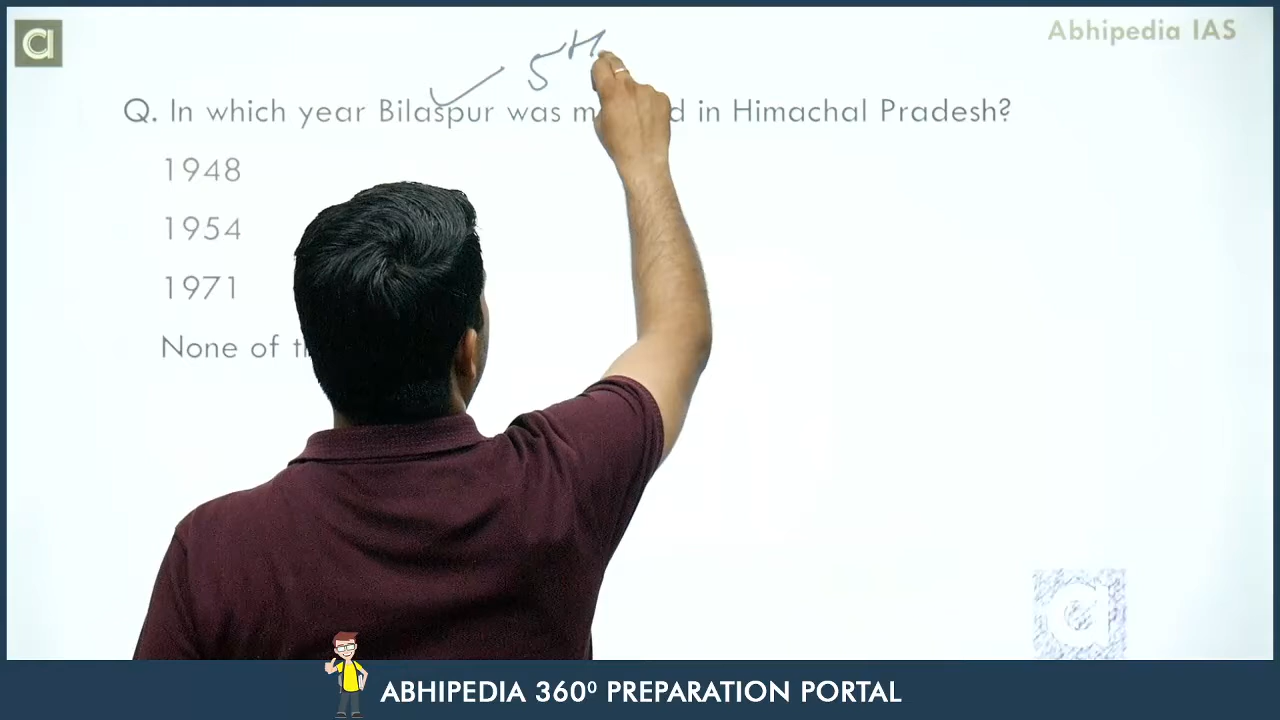 Abhipedia IAS
5th
Q. In which year Bilaspur was in Himachal Pradesh?
1948
1954
1971
None of
ABHIPEDIA 360⁰ PREPARATION PORTAL